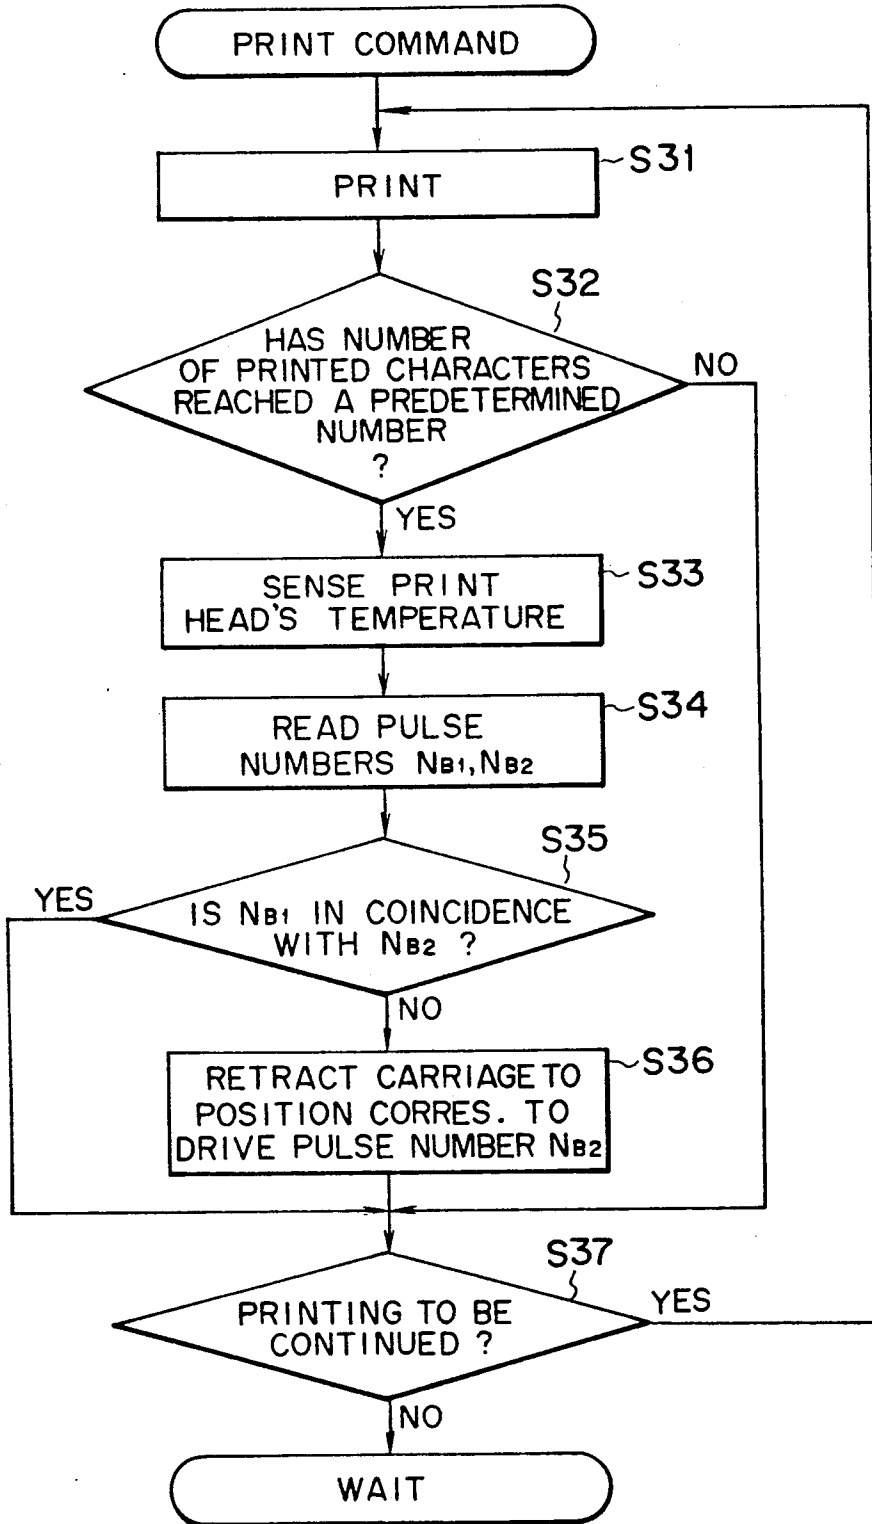 PRINT COMMAND
PRINT
S31
S32
HAS NUMBER
OF PRINTED CHARACTERS
REACHED A PREDETERMINED
NUMBER
?
NO
YES
SENSE PRINT
HEAD'S TEMPERATURE
S33
READ PULSE
NUMBERS NB1, NB2
S34
S35
YES
IS NB1 IN COINCIDENCE
WITH NB2 ?
NO
RETRACT CARRIAGE TO
POSITION CORRES. TO
DRIVE PULSE NUMBER NB2
S36
S37
PRINTING TO BE
CONTINUED ?
YES
NO
WAIT